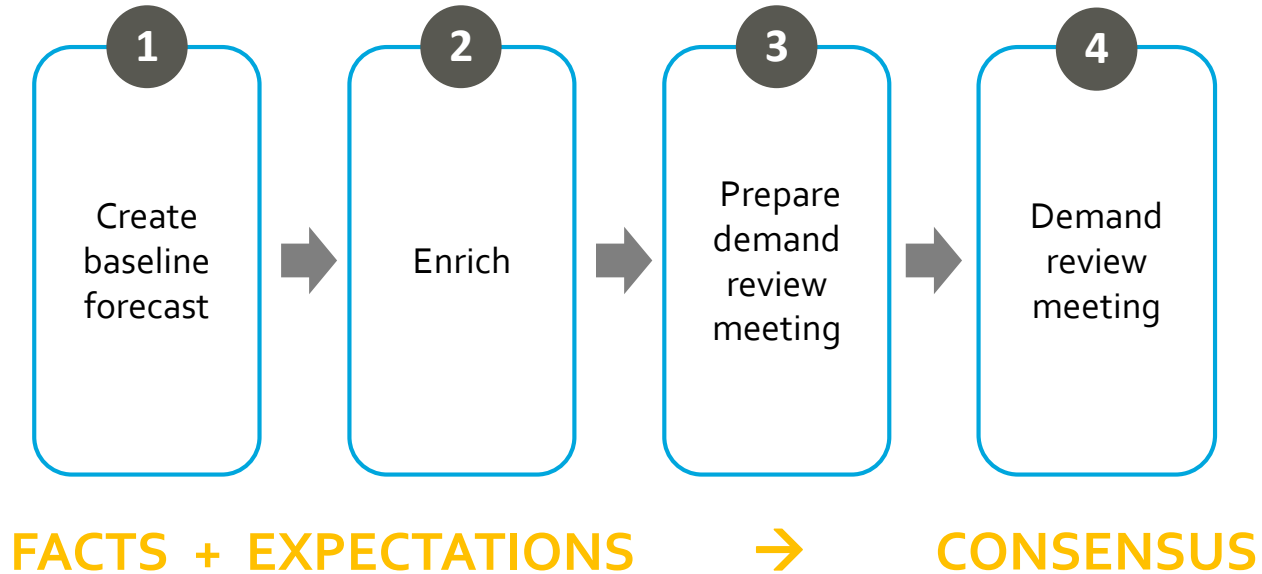 1
Create
baseline
forecast
2
Enrich
3
Prepare
demand
review
meeting
4
Demand
review
meeting
FACTS + EXPECTATIONS → CONSENSUS